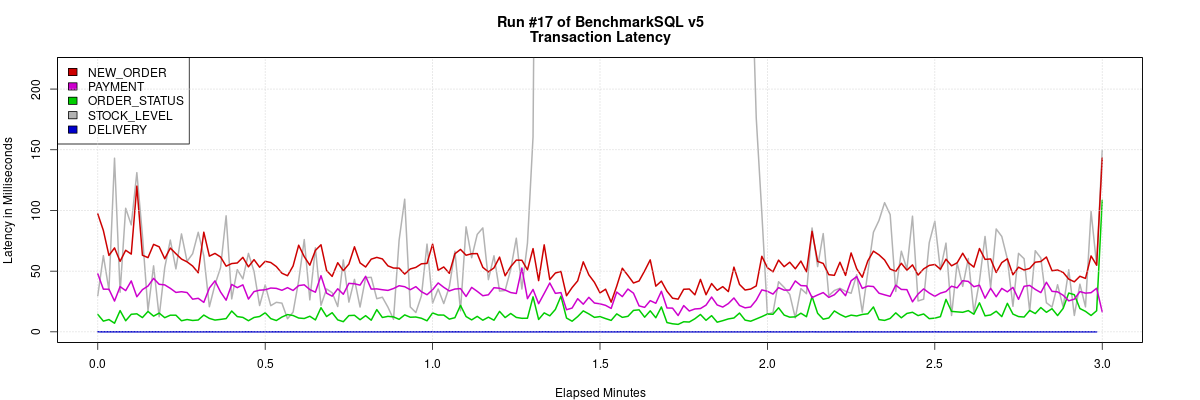 Run #17 of BenchmarkSQL v5
Transaction Latency
NEW_ORDER
PAYMENT
ORDER_STATUS
STOCK_LEVEL
DELIVERY
Latency in Milliseconds
200
150
100
50
0
0.0 0.5 1.0 1.5 2.0 2.5 3.0
Elapsed Minutes